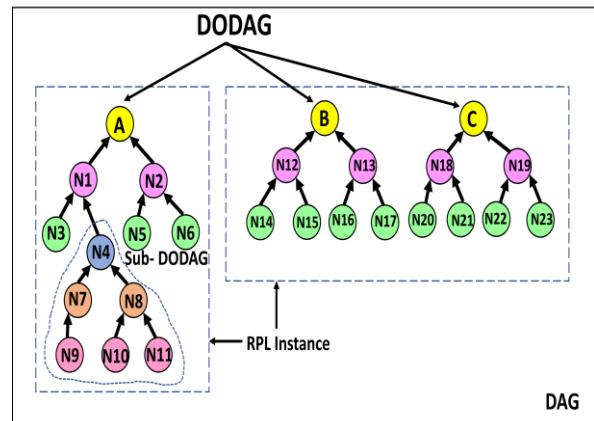 DODAG
A
B
C
N1
N2
N12
N13
N18
N19
N3
N5
N6
N14
N15
N16
N17
N20
N21
N22
N23
N4
Sub- DODAG
N7
N8
N9
N10
N11
RPL Instance
DAG